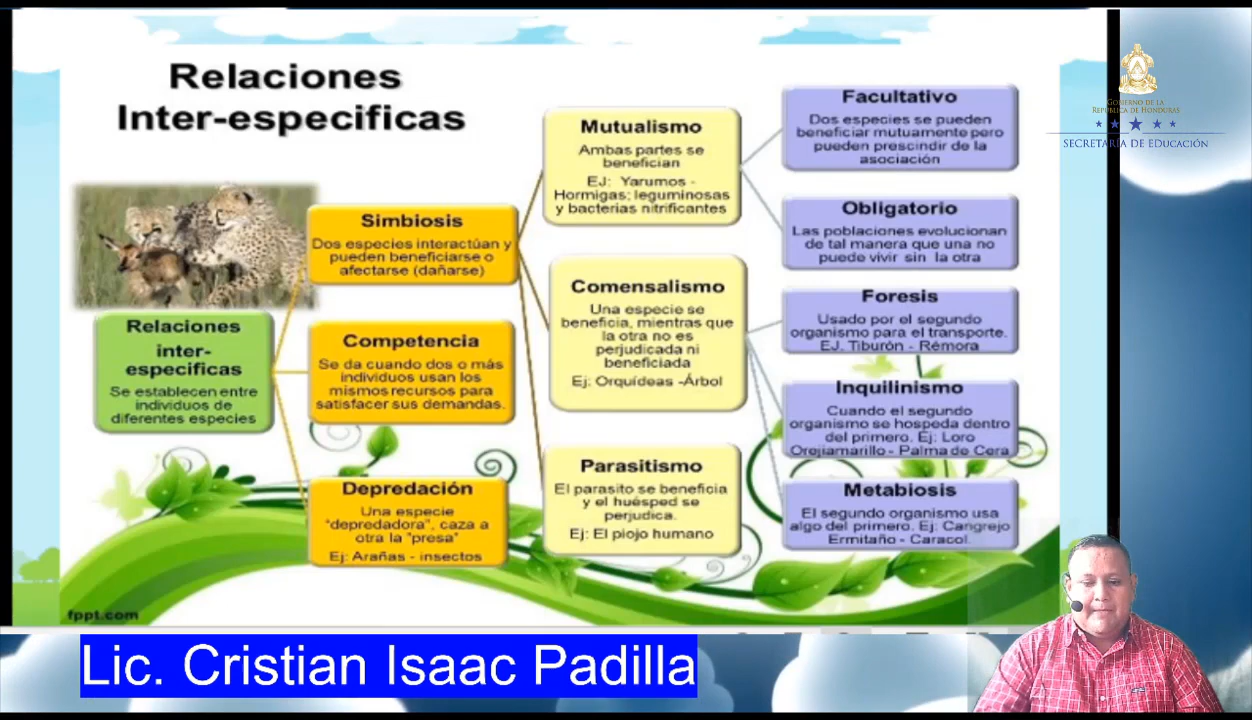 Relaciones
Inter-especificas
Relaciones
inter-
especificas
Se establecen entre
individuos de
diferentes especies
Simbiosis
Dos especies interactúan y
pueden beneficiarse o
afectarse (dañarse)
Competencia
Se da cuando dos o más
individuos usan los
mismos recursos para
satisfacer sus demandas.
Depredación
Una especie
"depredadora", caza a
otra la "presa"
Ej: Arañas - insectos
Mutualismo
Ambas partes se
benefician
EJ: Yarumos -
Hormigas; leguminosas
y bacterias nitrificantes
Comensalismo
Una especie se
beneficia, mientras que
la otra no es
perjudicada ni
beneficiada
Ej: Orquídeas -Árbol
Parasitismo
El parasito se beneficia
y el huésped se
perjudica.
Ej: El piojo humano
Facultativo
Dos especies se pueden
beneficiar mutuamente pero
pueden prescindir de la
asociación
Obligatorio
Las poblaciones evolucionan
de tal manera que una no
puede vivir sin la otra
Foresis
Usado por el segundo
organismo para el transporte.
EJ. Tiburón - Rémora
Inquilinismo
Cuando el segundo
organismo se hospeda dentro
del primero. Ej: Loro
Orejiamarillo - Palma de Cera
Metabiosis
El segundo organismo usa
algo del primero. Ej: Cangrejo
Ermitaño - Caracol.
GOBIERNO DE LA
REPÚBLICA DE HONDURAS
SECRETARÍA DE EDUCACIÓN
fppt.com
Lic. Cristian Isaac Padilla